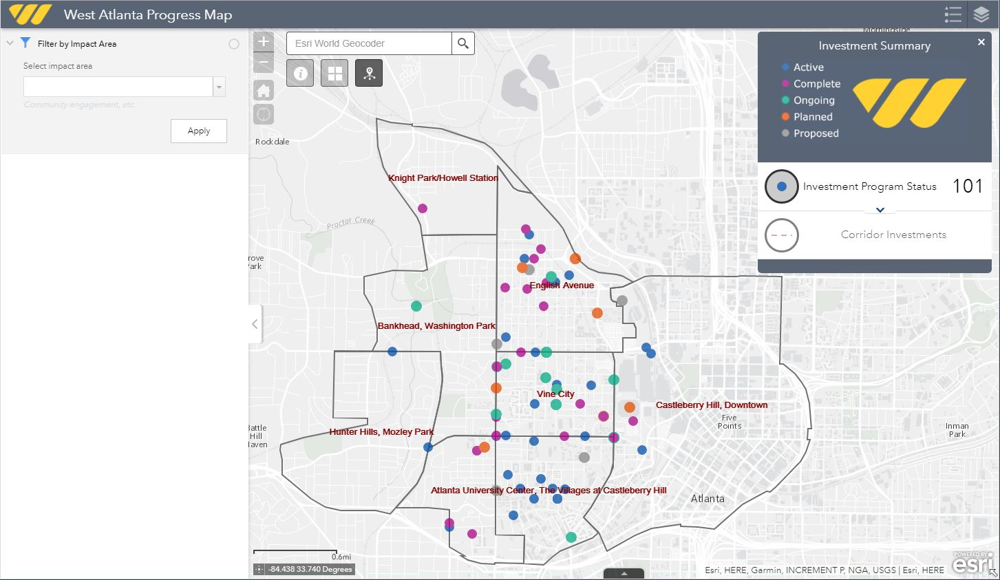 West Atlanta Progress Map
Filter by Impact Area
Select impact area
Community engagement, etc.
Apply
+
−
Esri World Geocoder
Morningside
Rockdale
Knight Park/Howell Station
Proctor Creek
rove
Park
English Avenue
Bankhead, Washington Park
Vine City
Castleberry Hill, Downtown
Five
Points
Inman
Park
attle
Hill
aven
Hunter Hills, Mozley Park
Atlanta University Center, The Villages at Castleberry Hill
Atlanta
Investment Summary
×
Active
Complete
Ongoing
Planned
Proposed
Investment Program Status 101
Corridor Investments
0.6mi
-84.438 33.740 Degrees
Esri, HERE, Garmin, INCREMENT P, NGA, USGS | Esri, HERE
POWERED BY
esri